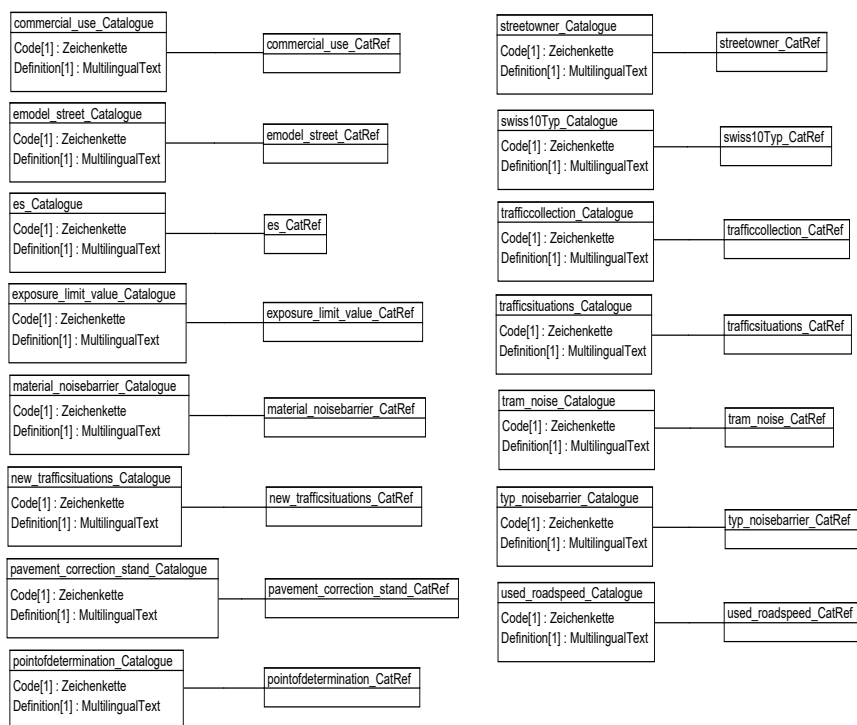 commercial_use_Catalogue
Code[1] : Zeichenkette
Definition[1] : MultilingualText
commercial_use_CatRef
emodel_street_Catalogue
Code[1] : Zeichenkette
Definition[1] : MultilingualText
emodel_street_CatRef
es_Catalogue
Code[1] : Zeichenkette
Definition[1] : MultilingualText
es_CatRef
exposure_limit_value_Catalogue
Code[1] : Zeichenkette
Definition[1] : MultilingualText
exposure_limit_value_CatRef
material_noisebarrier_Catalogue
Code[1] : Zeichenkette
Definition[1] : MultilingualText
material_noisebarrier_CatRef
new_trafficsituations_Catalogue
Code[1] : Zeichenkette
Definition[1] : MultilingualText
new_trafficsituations_CatRef
pavement_correction_stand_Catalogue
Code[1] : Zeichenkette
Definition[1] : MultilingualText
pavement_correction_stand_CatRef
pointofdetermination_Catalogue
Code[1] : Zeichenkette
Definition[1] : MultilingualText
pointofdetermination_CatRef
streetowner_Catalogue
Code[1] : Zeichenkette
Definition[1] : MultilingualText
streetowner_CatRef
swiss10Typ_Catalogue
Code[1] : Zeichenkette
Definition[1] : MultilingualText
swiss10Typ_CatRef
trafficcollection_Catalogue
Code[1] : Zeichenkette
Definition[1] : MultilingualText
trafficcollection_CatRef
trafficsituations_Catalogue
Code[1] : Zeichenkette
Definition[1] : MultilingualText
trafficsituations_CatRef
tram_noise_Catalogue
Code[1] : Zeichenkette
Definition[1] : MultilingualText
tram_noise_CatRef
typ_noisebarrier_Catalogue
Code[1] : Zeichenkette
Definition[1] : MultilingualText
typ_noisebarrier_CatRef
used_roadspeed_Catalogue
Code[1] : Zeichenkette
Definition[1] : MultilingualText
used_roadspeed_CatRef